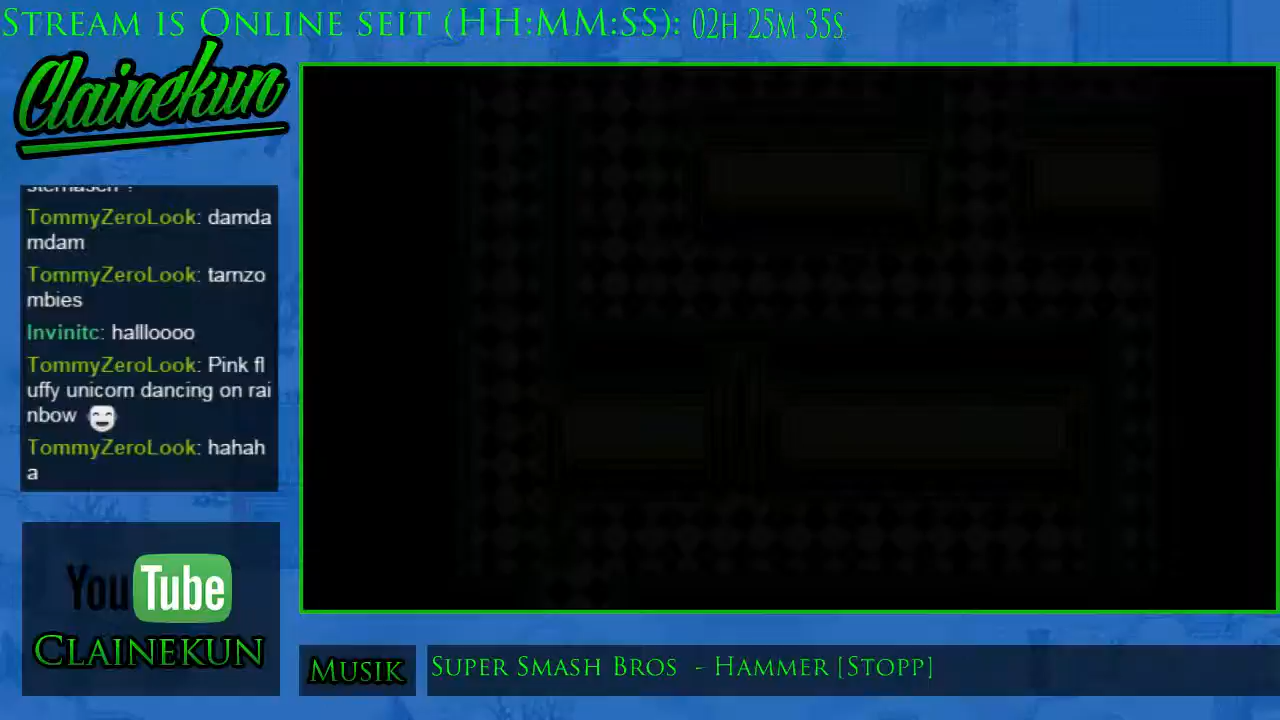 Stream is Online seit (HH:MM:SS): 02h 25m 35s
Clainekun
TommyZeroLook: damda
mdam
TommyZeroLook: tarnzo
mbies
Invinitc: hallloooo
TommyZeroLook: Pink fl
uffy unicorn dancing on rai
nbow
TommyZeroLook: hahah
a
YouTube
Clainekun
Musik
Super Smash Bros - Hammer [Stopp]